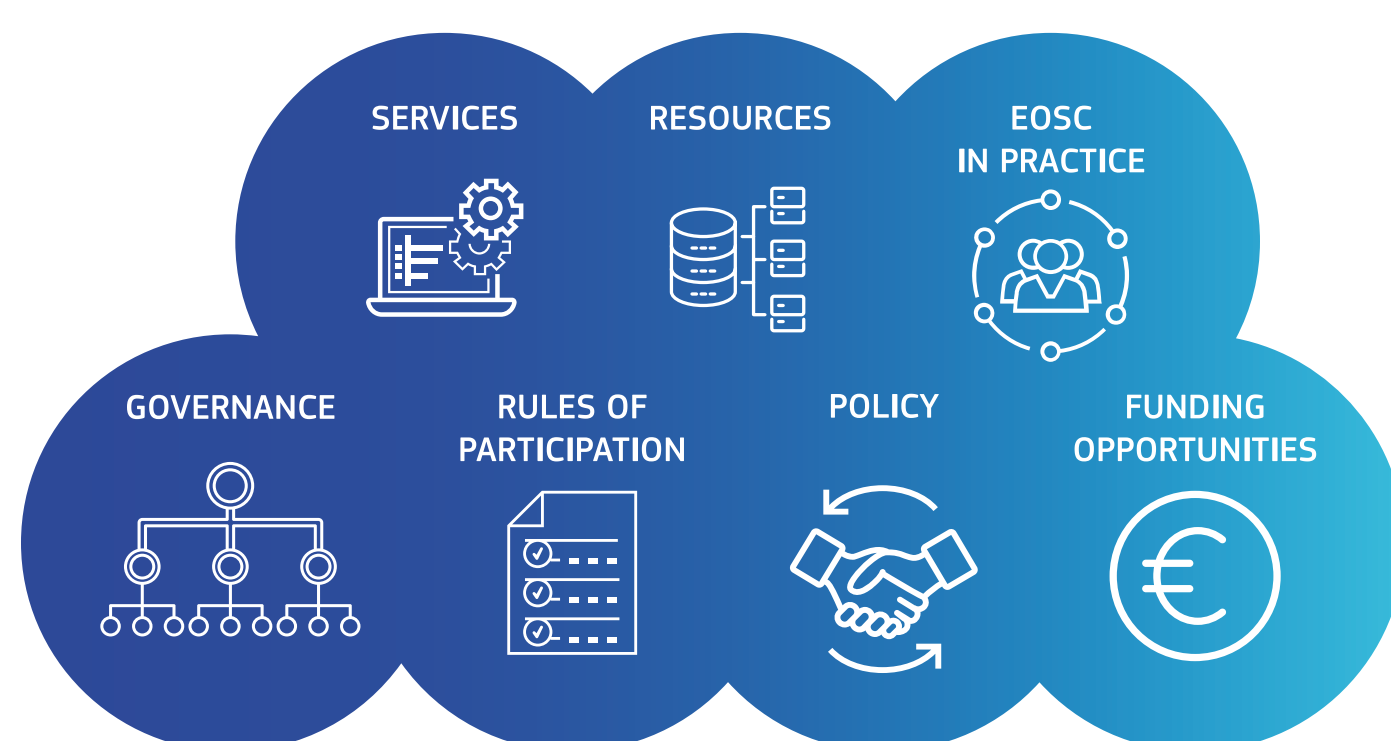 SERVICES
RESOURCES
EOSC
IN PRACTICE
GOVERNANCE
RULES OF
PARTICIPATION
POLICY
FUNDING
OPPORTUNITIES